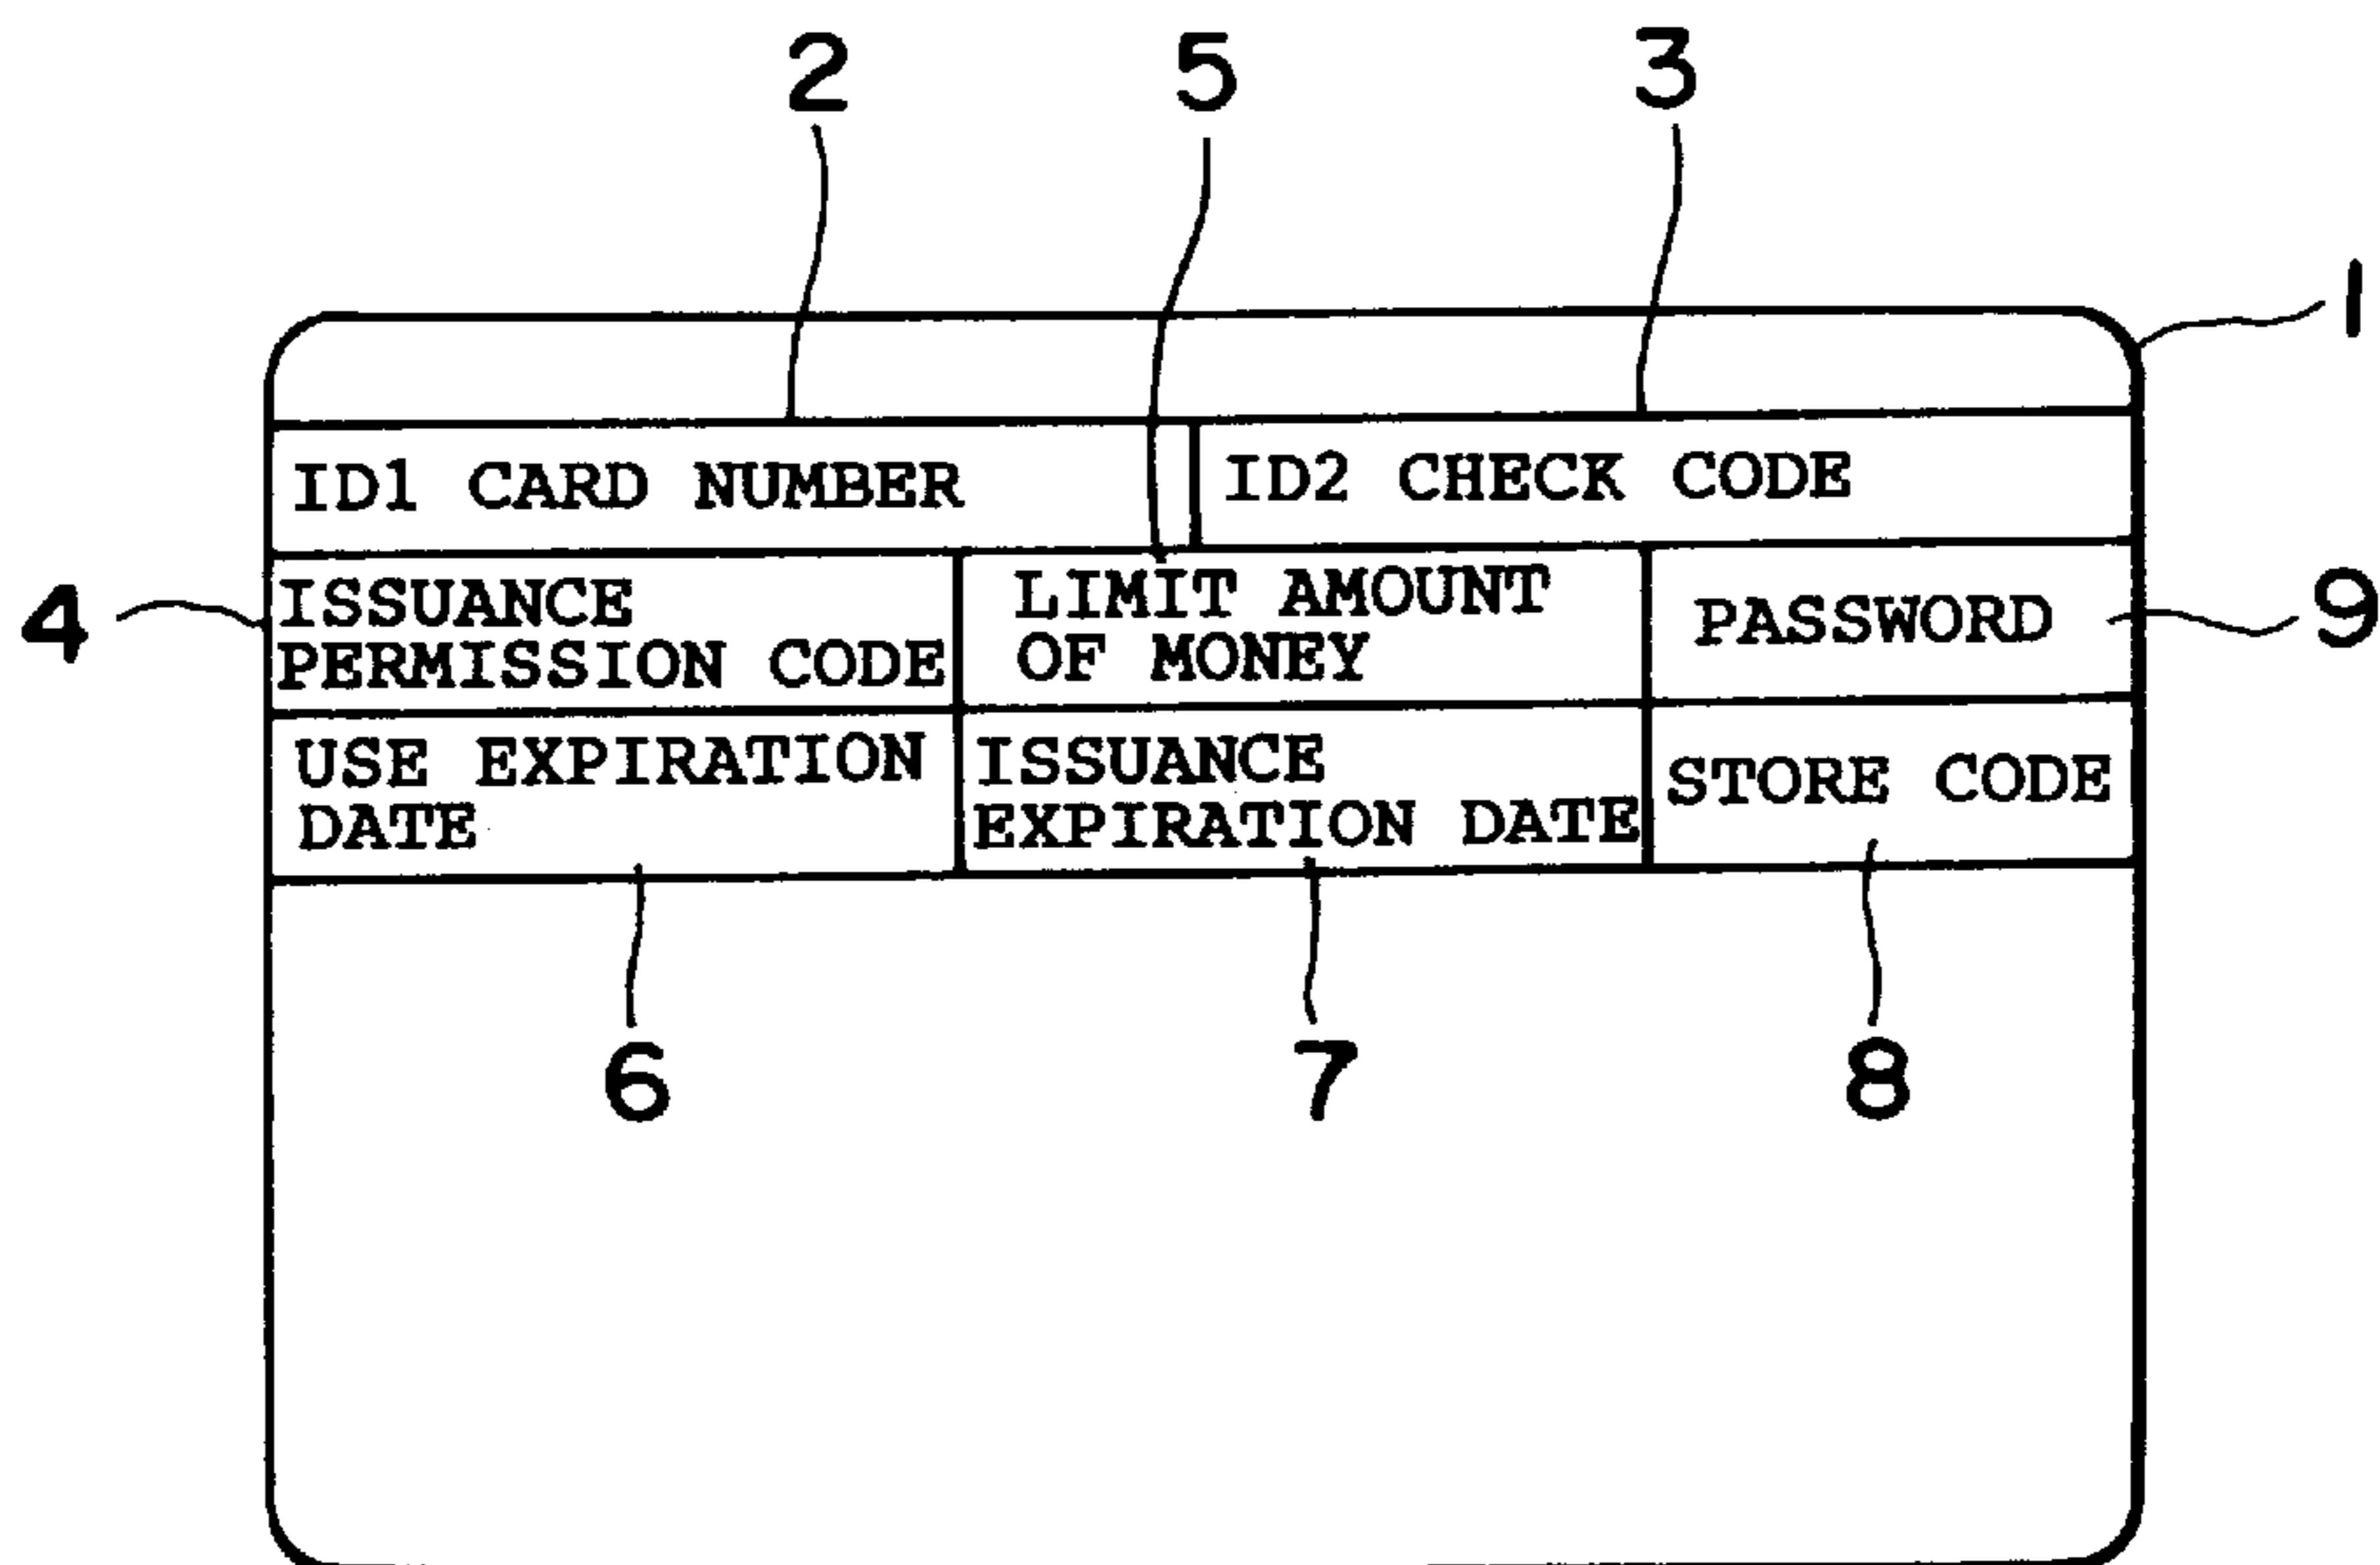 2 5 3
1
ID1 CARD NUMBER ID2 CHECK CODE
4 ISSUANCE
PERMISSION CODE
LIMIT AMOUNT
OF MONEY
PASSWORD 9
USE EXPIRATION
DATE
ISSUANCE
EXPIRATION DATE
STORE CODE
6 7 8